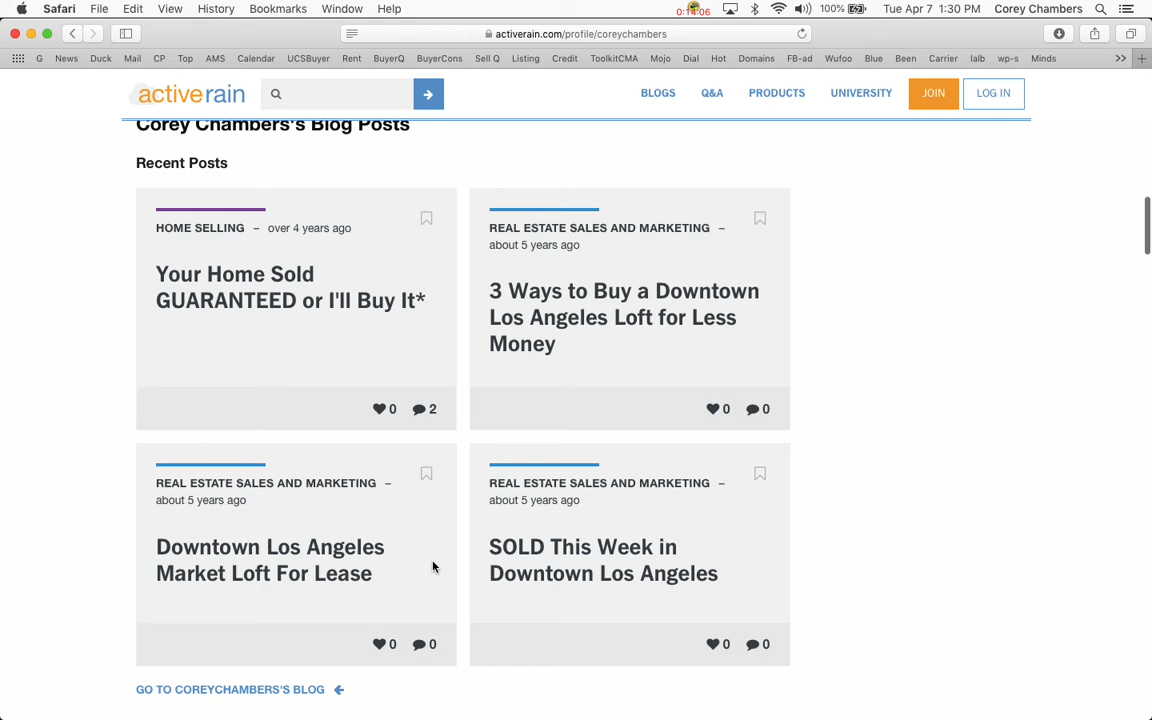 Safari File Edit View History Bookmarks Window Help 0:14:06 100% Tue Apr 7 1:30 PM Corey Chambers
activerain.com/profile/coreychambers
G News Duck Mail CP Top AMS Calendar UCSBuyer Rent BuyerQ BuyerCons Sell Q Listing Credit ToolkitCMA Mojo Dial Hot Domains FB-ad Wufoo Blue Been Carrier lalb wp-s Minds
activerain BLOGS Q&A PRODUCTS UNIVERSITY JOIN LOG IN
Corey Chambers's Blog Posts
Recent Posts
HOME SELLING – over 4 years ago
Your Home Sold
GUARANTEED or I'll Buy It*
0 2
REAL ESTATE SALES AND MARKETING –
about 5 years ago
3 Ways to Buy a Downtown
Los Angeles Loft for Less
Money
0 0
REAL ESTATE SALES AND MARKETING –
about 5 years ago
Downtown Los Angeles
Market Loft For Lease
0 0
REAL ESTATE SALES AND MARKETING –
about 5 years ago
SOLD This Week in
Downtown Los Angeles
0 0
GO TO COREYCHAMBERS'S BLOG